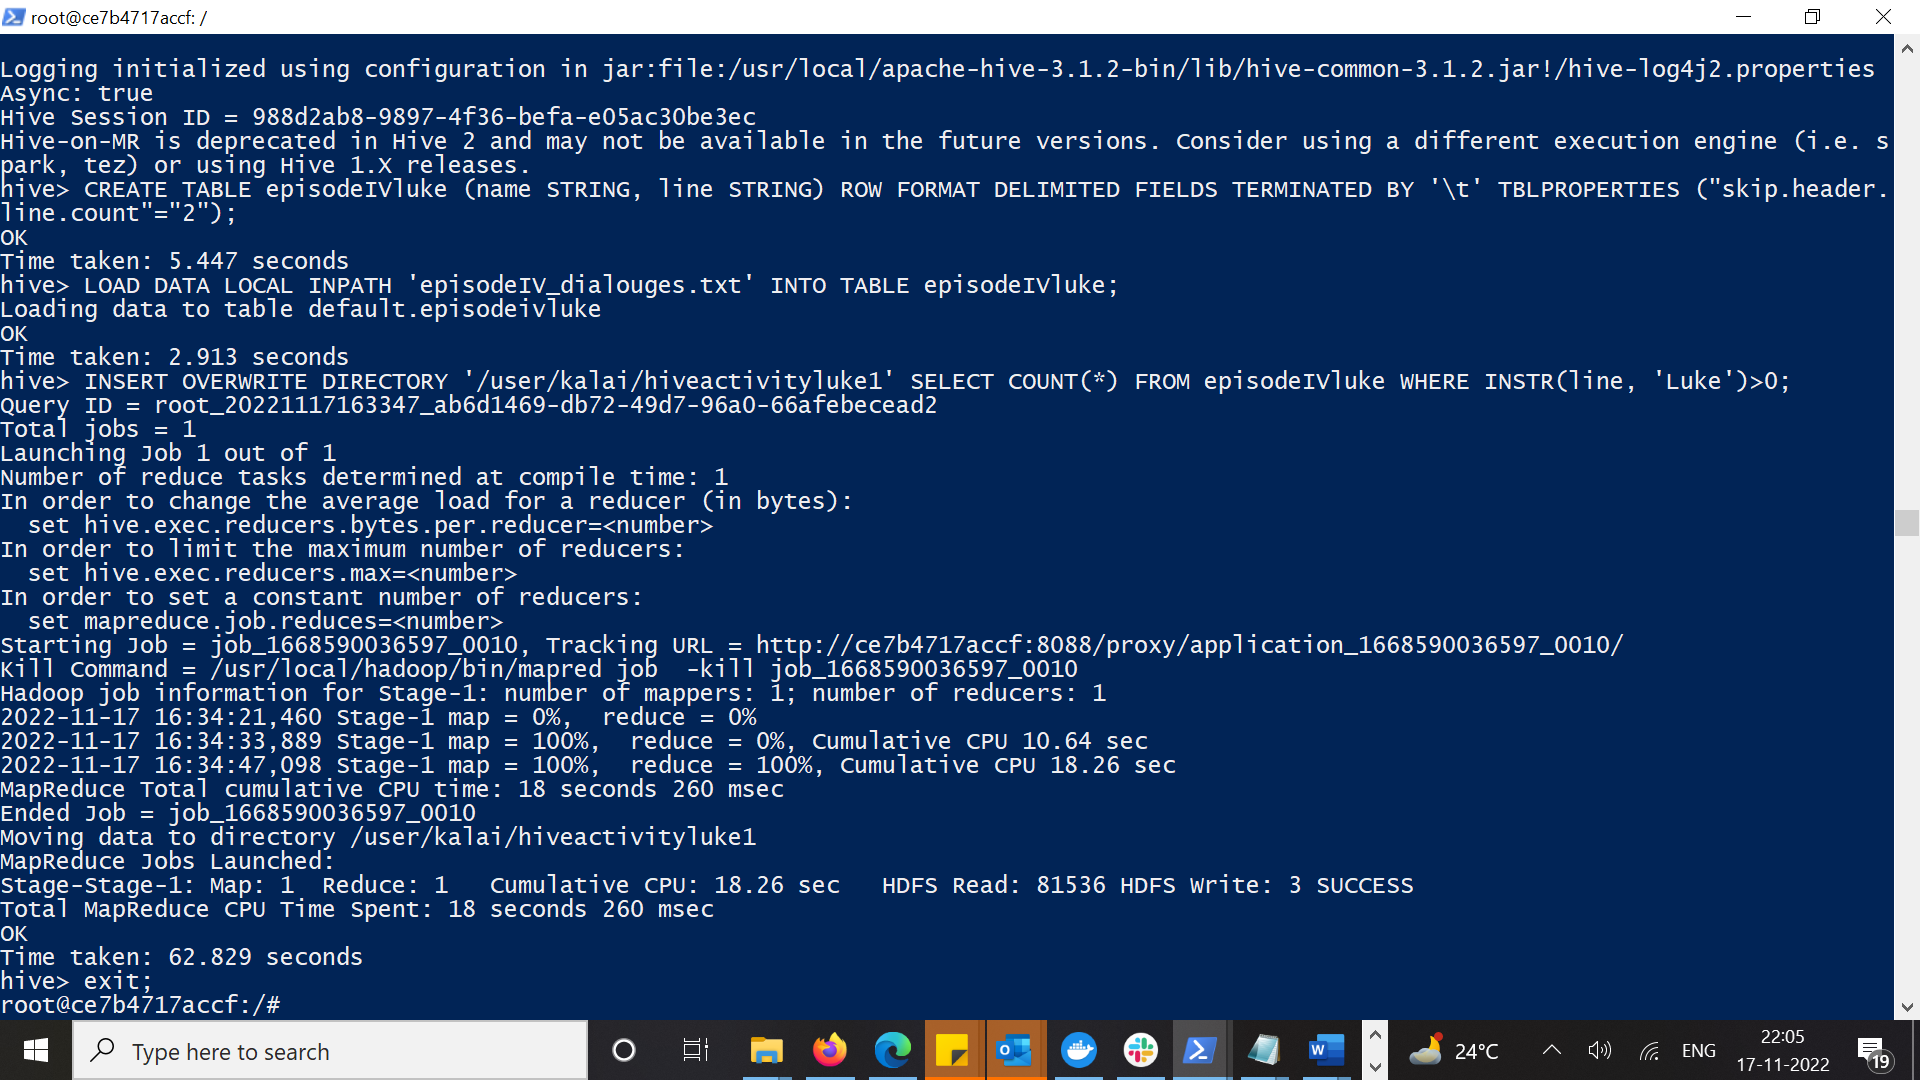 root@ce7b4717accf: /
Logging initialized using configuration in jar:file:/usr/local/apache-hive-3.1.2-bin/lib/hive-common-3.1.2.jar!/hive-log4j2.properties
Async: true
Hive Session ID = 988d2ab8-9897-4f36-befa-e05ac30be3ec
Hive-on-MR is deprecated in Hive 2 and may not be available in the future versions. Consider using a different execution engine (i.e. s
park, tez) or using Hive 1.X releases.
hive> CREATE TABLE episodeIVluke (name STRING, line STRING) ROW FORMAT DELIMITED FIELDS TERMINATED BY '\t' TBLPROPERTIES ("skip.header.
line.count"="2");
OK
Time taken: 5.447 seconds
hive> LOAD DATA LOCAL INPATH 'episodeIV_dialouges.txt' INTO TABLE episodeIVluke;
Loading data to table default.episodeivluke
OK
Time taken: 2.913 seconds
hive> INSERT OVERWRITE DIRECTORY '/user/kalai/hiveactivityluke1' SELECT COUNT(*) FROM episodeIVluke WHERE INSTR(line, 'Luke')>0;
Query ID = root_20221117163347_ab6d1469-db72-49d7-96a0-66afebecead2
Total jobs = 1
Launching Job 1 out of 1
Number of reduce tasks determined at compile time: 1
In order to change the average load for a reducer (in bytes):
  set hive.exec.reducers.bytes.per.reducer=<number>
In order to limit the maximum number of reducers:
  set hive.exec.reducers.max=<number>
In order to set a constant number of reducers:
  set mapreduce.job.reduces=<number>
Starting Job = job_1668590036597_0010, Tracking URL = http://ce7b4717accf:8088/proxy/application_1668590036597_0010/
Kill Command = /usr/local/hadoop/bin/mapred job  -kill job_1668590036597_0010
Hadoop job information for Stage-1: number of mappers: 1; number of reducers: 1
2022-11-17 16:34:21,460 Stage-1 map = 0%,  reduce = 0%
2022-11-17 16:34:33,889 Stage-1 map = 100%,  reduce = 0%, Cumulative CPU 10.64 sec
2022-11-17 16:34:47,098 Stage-1 map = 100%,  reduce = 100%, Cumulative CPU 18.26 sec
MapReduce Total cumulative CPU time: 18 seconds 260 msec
Ended Job = job_1668590036597_0010
Moving data to directory /user/kalai/hiveactivityluke1
MapReduce Jobs Launched:
Stage-Stage-1: Map: 1  Reduce: 1   Cumulative CPU: 18.26 sec   HDFS Read: 81536 HDFS Write: 3 SUCCESS
Total MapReduce CPU Time Spent: 18 seconds 260 msec
OK
Time taken: 62.829 seconds
hive> exit;
root@ce7b4717accf:/#
Type here to search
24°C
ENG
22:05
17-11-2022
19